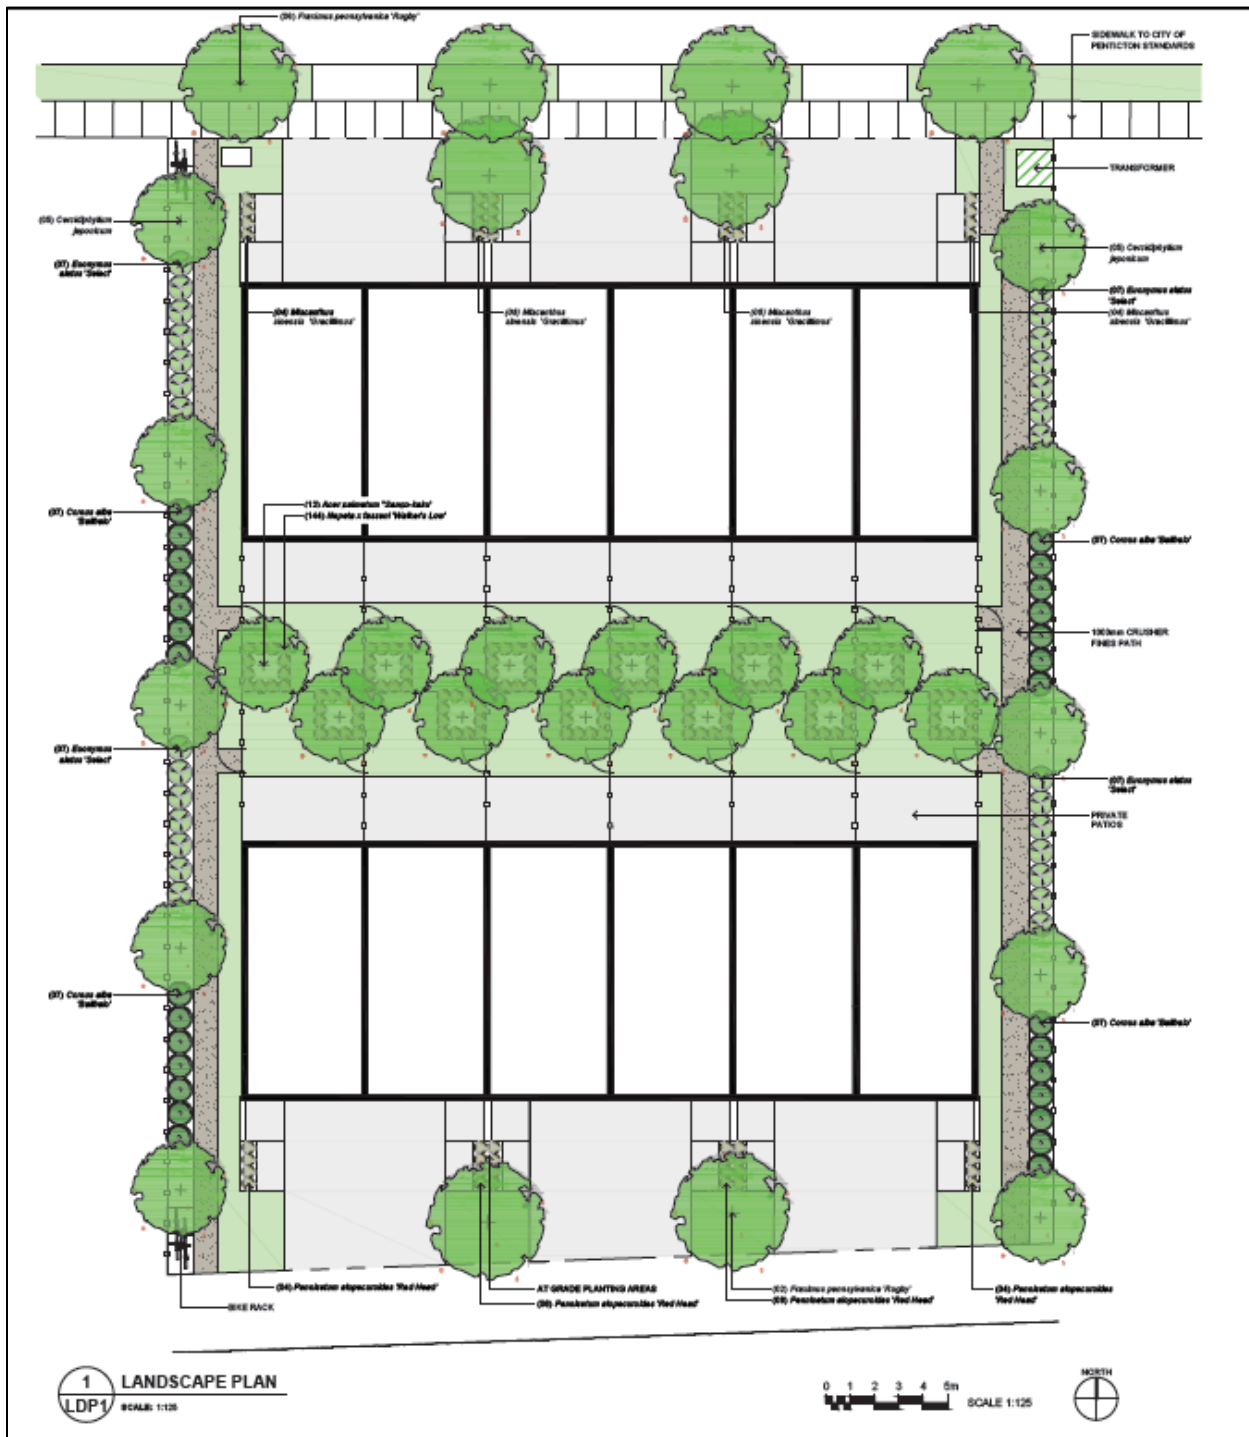 (06) Fraxinus pennsylvanica 'Rugby'
SIDEWALK TO CITY OF
PENTICTON STANDARDS
TRANSFORMER
(05) Cercidiphyllum
japonicum
(05) Cercidiphyllum
japonicum
(07) Euonymus
alatus 'Select'
(07) Euonymus alatus
'Select'
(04) Miscanthus
sinensis 'Gracillimus'
Miscanthus
sinensis 'Gracillimus'
Miscanthus
sinensis 'Gracillimus'
(04) Miscanthus
sinensis 'Gracillimus'
(13) Acer palmatum 'Sango-kaku'
(144) Nepeta x faassenii 'Walker's Low'
(07) Cornus alba
(07) Cornus alba
1000mm CRUSHER
FINES PATH
(07) Euonymus
alatus 'Select'
(07) Euonymus alatus
'Select'
PRIVATE
PATIOS
(07) Cornus alba
(07) Cornus alba
(04) Pennisetum alopecuroides 'Red Head'
AT GRADE PLANTING AREAS
Pennisetum alopecuroides 'Red Head'
(02) Fraxinus pennsylvanica 'Rugby'
Pennisetum alopecuroides 'Red Head'
(04) Pennisetum alopecuroides
'Red Head'
BIKE RACK
1
LDP1
LANDSCAPE PLAN
SCALE: 1:125
0 1 2 3 4 5m
SCALE 1:125
NORTH